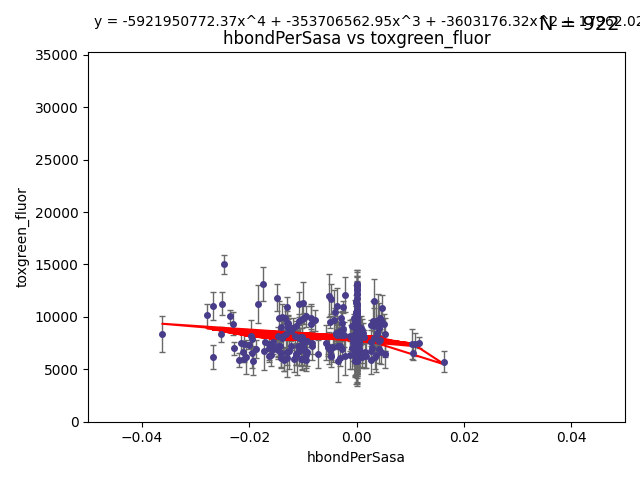 y = -5921950772.37x^4 + -353706562.95x^3 + -3603176.32x^2 +
N = 922
hbondPerSasa vs toxgreen_fluor
35000
30000
25000
20000
15000
10000
5000
0
toxgreen_fluor
-0.04 -0.02 0.00 0.02 0.04
hbondPerSasa